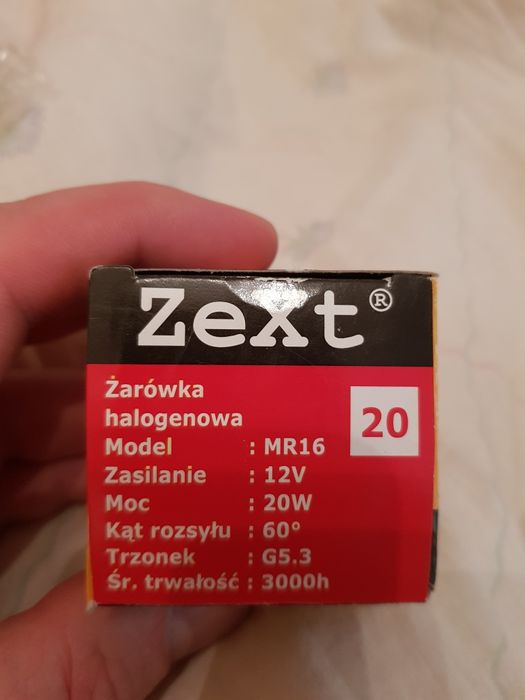 Zext®
Żarówka
halogenowa
20
Model : MR16
Zasilanie : 12V
Moc : 20W
Kąt rozsyłu : 60°
Trzonek : G5.3
Śr. trwałość : 3000h